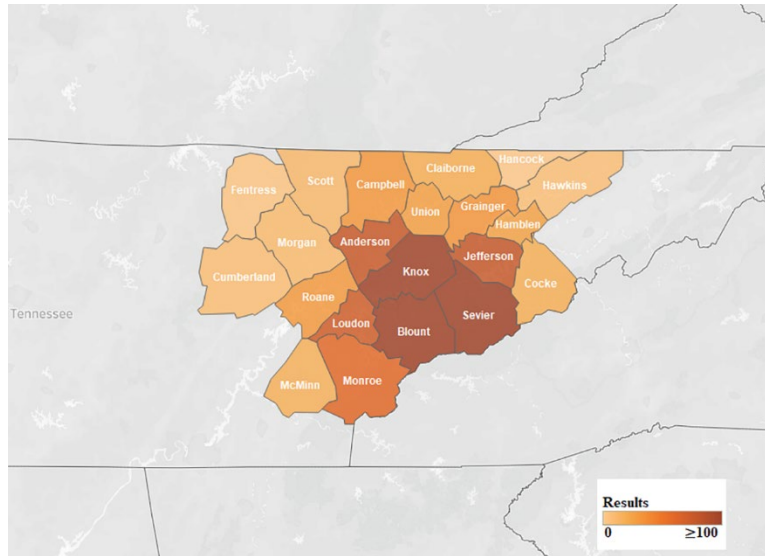 Hancock
Scott
Claiborne
Campbell
Hawkins
Fentress
Grainger
Union
Hamblen
Anderson
Morgan
Jefferson
Knox
Cumberland
Cocke
Roane
Tennessee
Sevier
Loudon
Blount
Monroe
McMinn
Results
0 ≥100